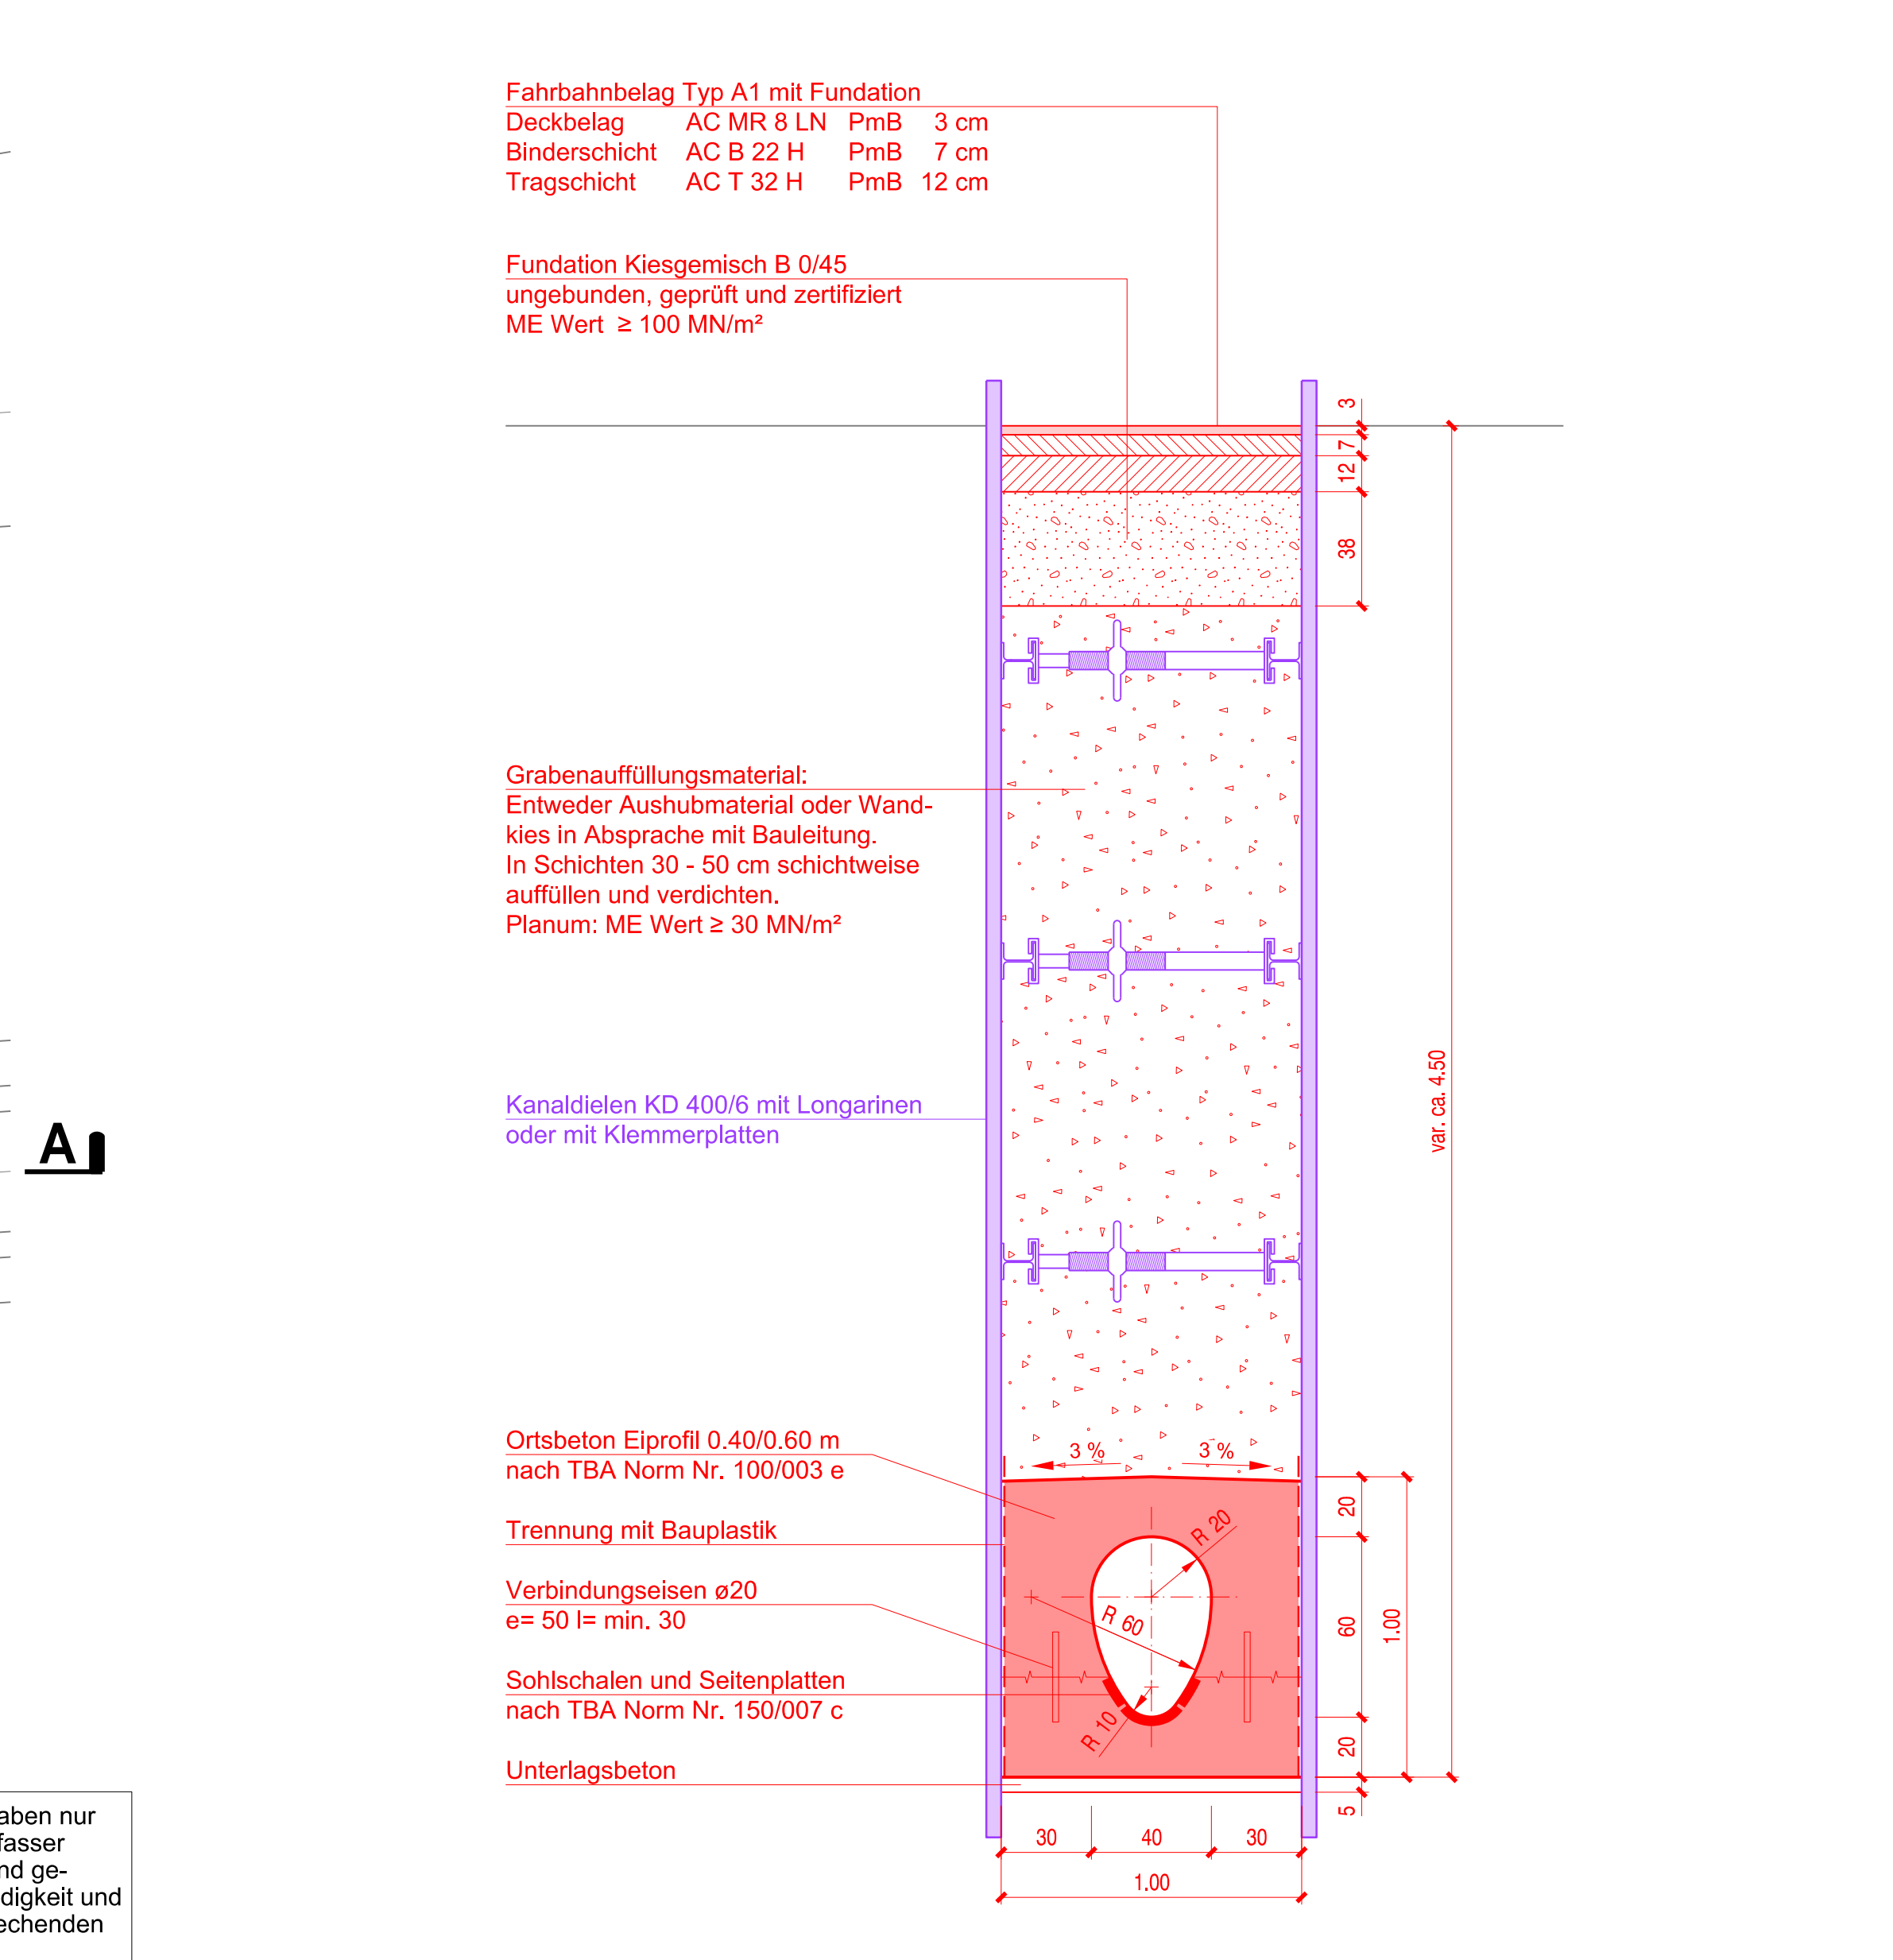 Fahrbahnbelag Typ A1 mit Fundation
Deckbelag AC MR 8 LN PmB 3 cm
Binderschicht AC B 22 H PmB 7 cm
Tragschicht AC T 32 H PmB 12 cm
Fundation Kiesgemisch B 0/45
ungebunden, geprüft und zertifiziert
ME Wert ≥ 100 MN/m²
3
7
12
38
Grabenauffüllungsmaterial:
Entweder Aushubmaterial oder Wand-
kies in Absprache mit Bauleitung.
In Schichten 30 - 50 cm schichtweise
auffüllen und verdichten.
Planum: ME Wert ≥ 30 MN/m²
var. ca. 4.50
Kanaldielen KD 400/6 mit Longarinen
oder mit Klemmerplatten
A
Ortsbeton Eiprofil 0.40/0.60 m
nach TBA Norm Nr. 100/003 e
3 % 3 %
20
Trennung mit Bauplastik
R 20
Verbindungseisen ø20
e= 50 l= min. 30
R 60
60
1.00
Sohlschalen und Seitenplatten
nach TBA Norm Nr. 150/007 c
R 10
20
Unterlagsbeton
5
30 40 30
1.00
aben nur
fasser
nd ge-
digkeit und
echenden